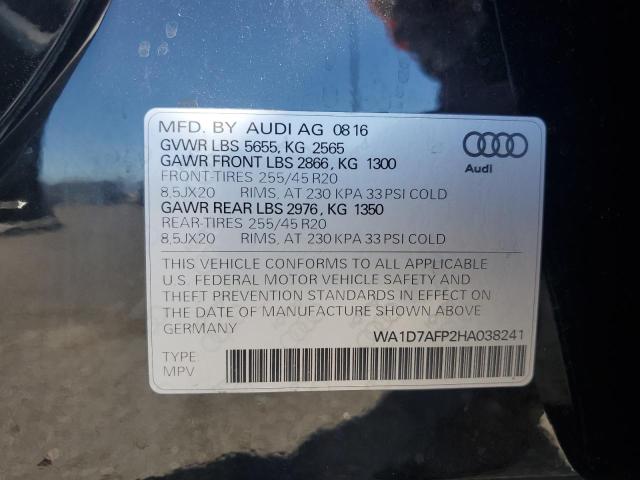 MFD. BY AUDI AG 08 16
GVWR LBS 5655, KG 2565
GAWR FRONT LBS 2866, KG 1300
FRONT-TIRES 255/45 R20
8,5JX20 RIMS, AT 230 KPA 33 PSI COLD
GAWR REAR LBS 2976, KG 1350
REAR-TIRES 255/45 R20
8,5JX20 RIMS, AT 230 KPA 33 PSI COLD
Audi
THIS VEHICLE CONFORMS TO ALL APPLICABLE
U.S. FEDERAL MOTOR VEHICLE SAFETY AND
THEFT PREVENTION STANDARDS IN EFFECT ON
THE DATE OF MANUFACTURE SHOWN ABOVE
GERMANY
WA1D7AFP2HA038241
TYPE
MPV